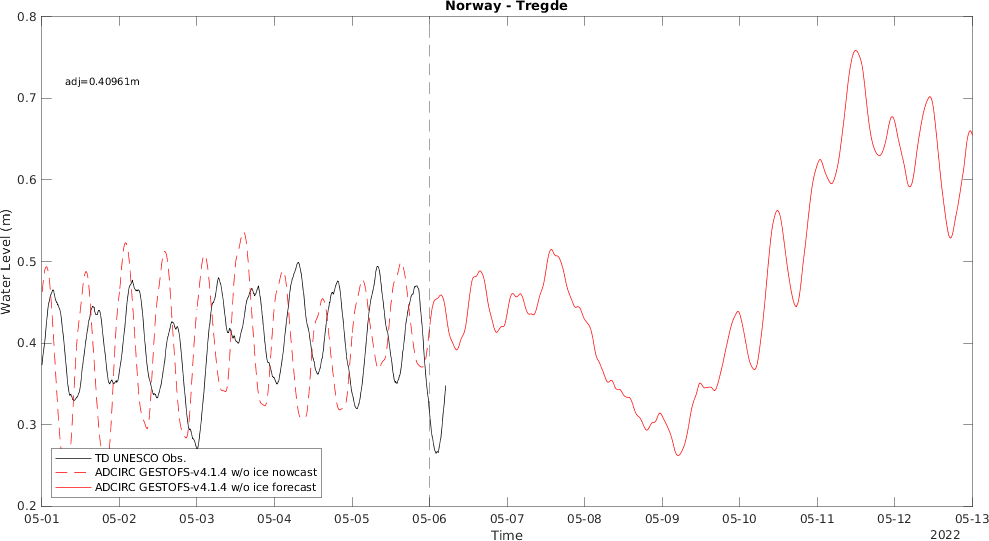 Norway - Tregde
0.8
0.7
0.6
0.5
0.4
0.3
0.2
Water Level (m)
adj=0.40961m
TD UNESCO Obs.
ADCIRC GESTOFS-v4.1.4 w/o ice nowcast
ADCIRC GESTOFS-v4.1.4 w/o ice forecast
05-01 05-02 05-03 05-04 05-05 05-06 05-07 05-08 05-09 05-10 05-11 05-12 05-13
Time
2022